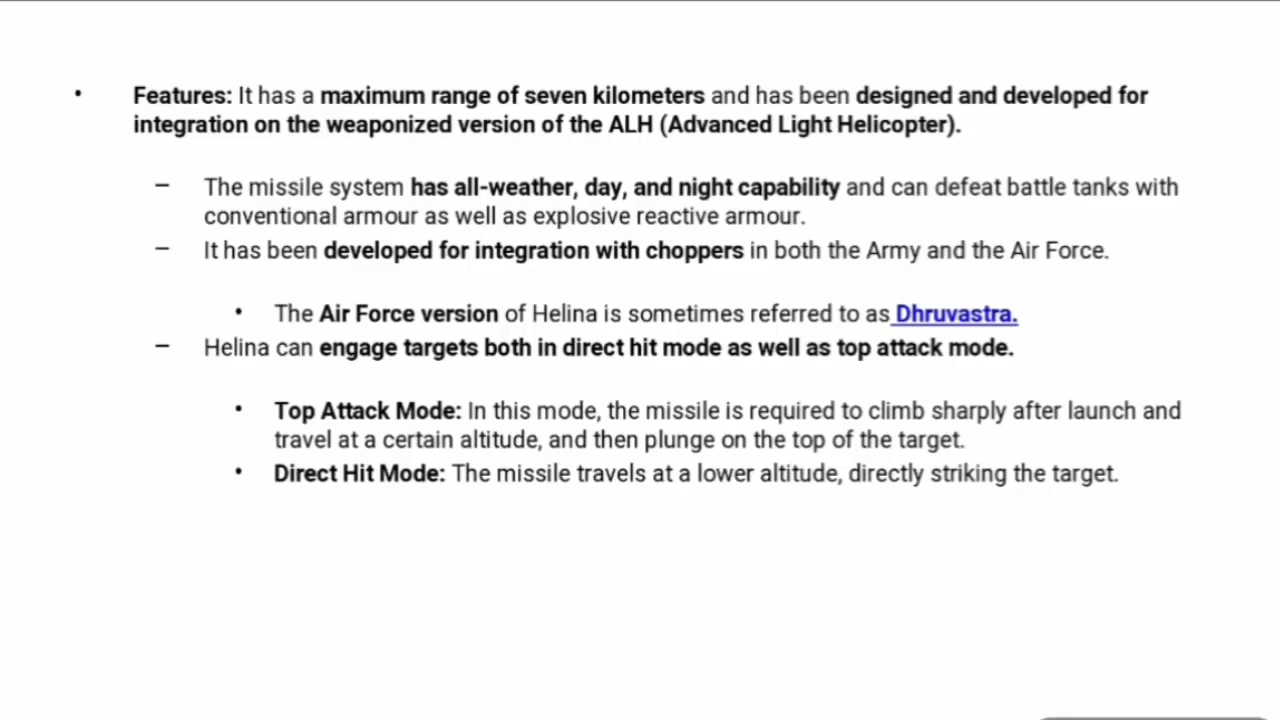 • Features: It has a maximum range of seven kilometers and has been designed and developed for
integration on the weaponized version of the ALH (Advanced Light Helicopter).
– The missile system has all-weather, day, and night capability and can defeat battle tanks with
conventional armour as well as explosive reactive armour.
– It has been developed for integration with choppers in both the Army and the Air Force.
• The Air Force version of Helina is sometimes referred to as Dhruvastra.
– Helina can engage targets both in direct hit mode as well as top attack mode.
• Top Attack Mode: In this mode, the missile is required to climb sharply after launch and
travel at a certain altitude, and then plunge on the top of the target.
• Direct Hit Mode: The missile travels at a lower altitude, directly striking the target.